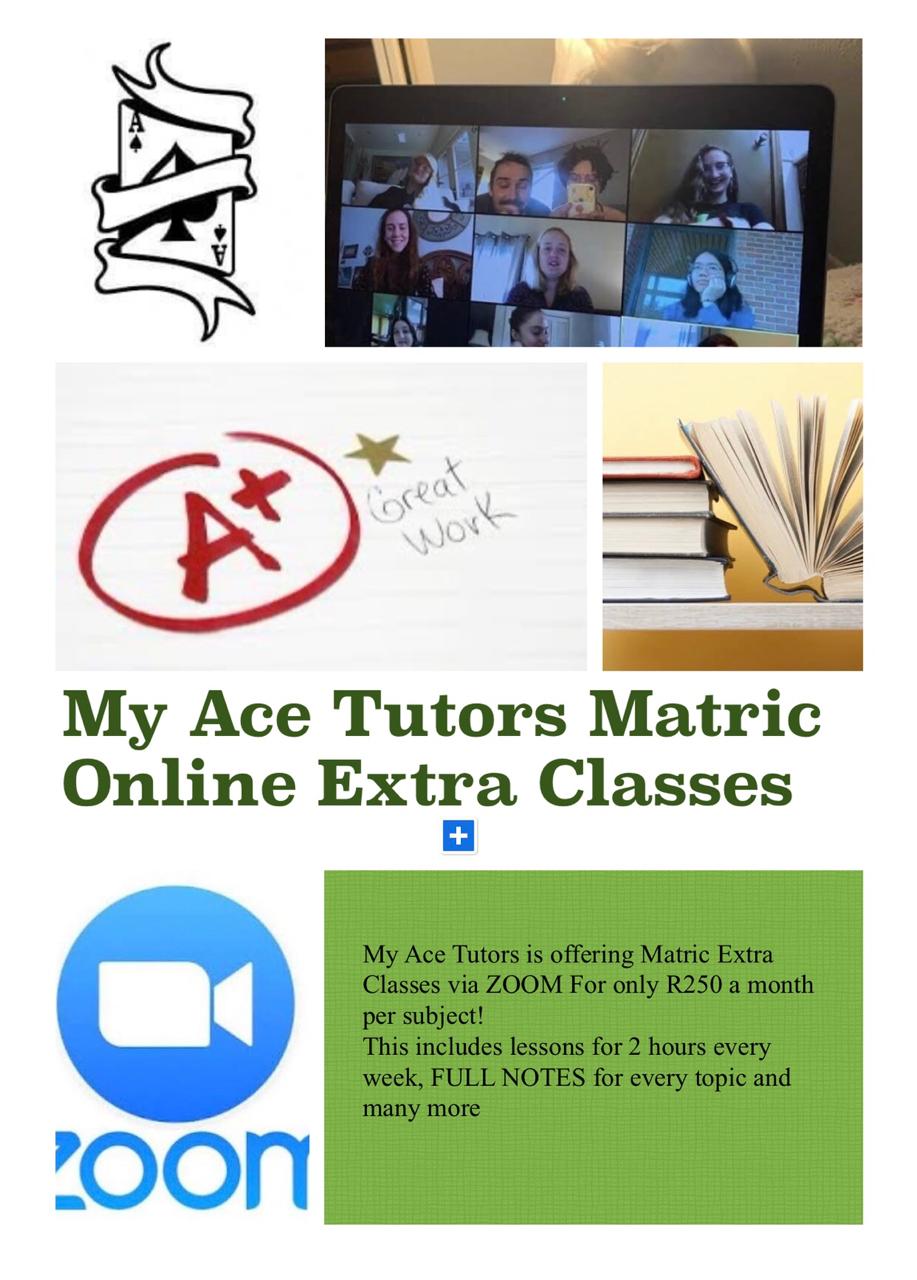 A
A
A+
Great
Work
My Ace Tutors Matric
Online Extra Classes
zoom
My Ace Tutors is offering Matric Extra
Classes via ZOOM For only R250 a month
per subject!
This includes lessons for 2 hours every
week, FULL NOTES for every topic and
many more